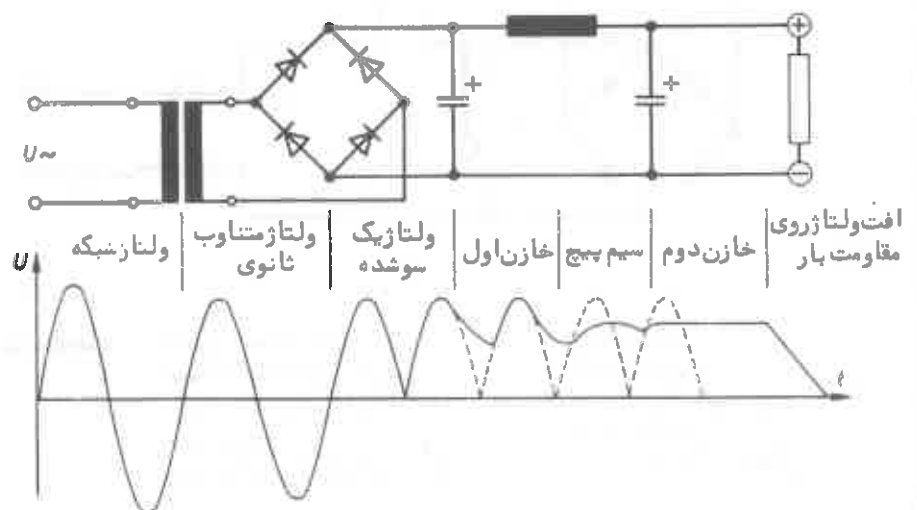 +
+
+
U~
−
ولتاژشبکه
ولتاژمتناوب
ثانوی
ولتاژیک
سوشده
خازن اول
سیم پیچ
خازن دوم
افت ولتاژروی
مقاومت بار
U
t